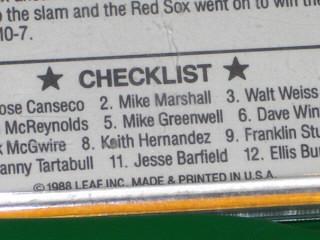 the slam and the Red Sox went on to win the
10-7.
★ CHECKLIST ★
ose Canseco 2. Mike Marshall 3. Walt Weiss
McReynolds 5. Mike Greenwell 6. Dave Win
McGwire 8. Keith Hernandez 9. Franklin Stu
anny Tartabull 11. Jesse Barfield 12. Ellis Bur
© 1988 LEAF INC. MADE & PRINTED IN U.S.A.